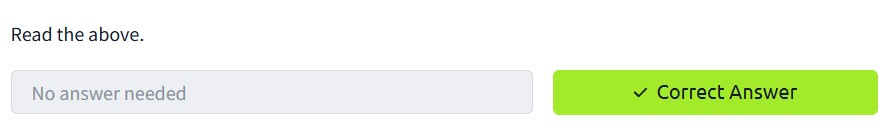 Read the above.
No answer needed
✓ Correct Answer